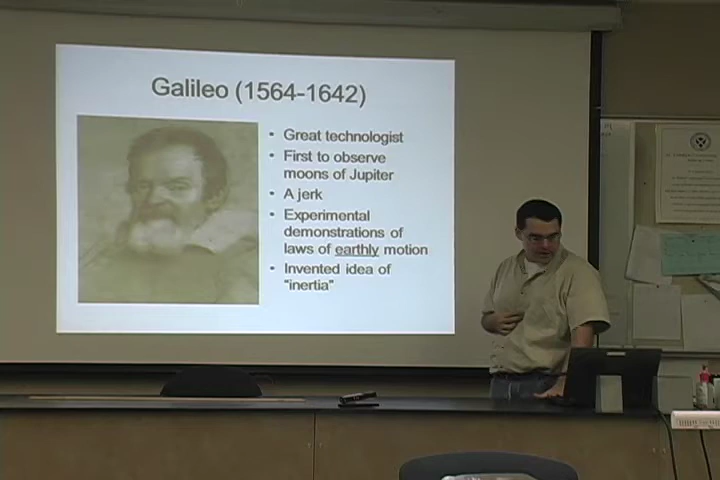 Galileo (1564-1642)
• Great technologist
• First to observe
moons of Jupiter
• A jerk
• Experimental
demonstrations of
laws of earthly motion
• Invented idea of
"inertia"